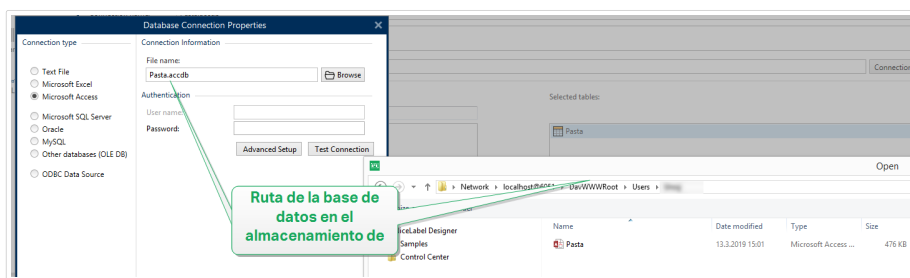 Database Connection Properties
Connection type
Connection Information
File name:
Text File
Pasta.accdb
Browse
Microsoft Excel
Microsoft Access
Authentication
Microsoft SQL Server
User name:
Oracle
Password:
MySQL
Other databases (OLE DB)
Advanced Setup
Test Connection
ODBC Data Source
Connection
Selected tables:
Pasta
Open
Network
DavWWWRoot
Users
Ruta de la base de
datos en el
almacenamiento de
Name
Date modified
Type
Size
Designer
Samples
Control Center
Pasta
13.3.2019 15:01
Microsoft Access ...
476 KB